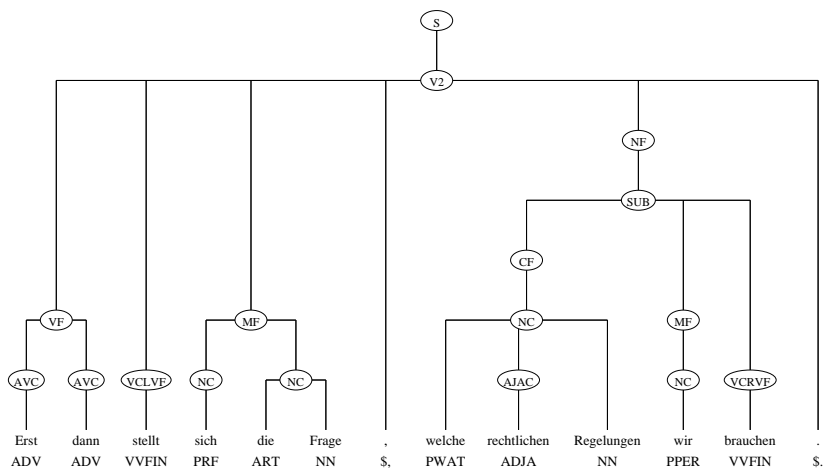 S
V2
NF
SUB
CF
VF MF NC MF
AVC AVC VCLVF NC NC AJAC NC VCRVF
Erst dann stellt sich die Frage , welche rechtlichen Regelungen wir brauchen .
ADV ADV VVFIN PRF ART NN $, PWAT ADJA NN PPER VVFIN $.